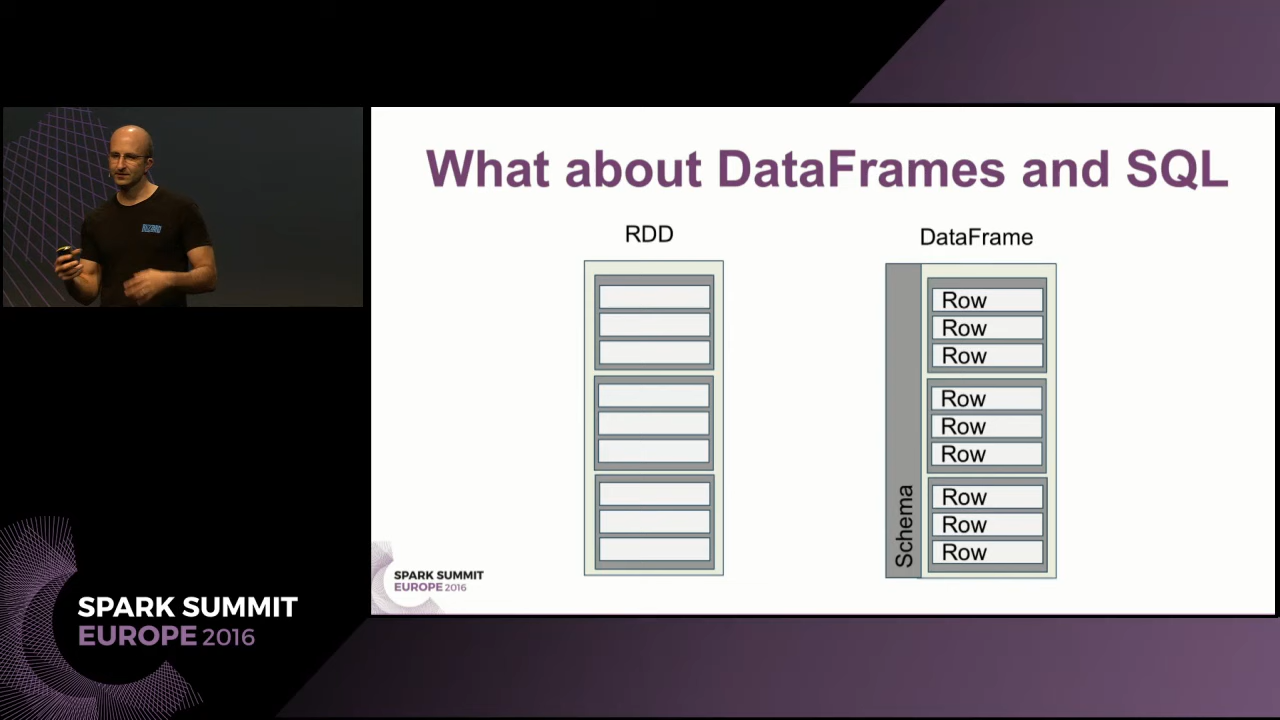 What about DataFrames and SQL
RDD
DataFrame
Row
Row
Row
Row
Row
Row
Row
Row
Row
Schema
SPARK SUMMIT
EUROPE 2016
SPARK SUMMIT
EUROPE 2016